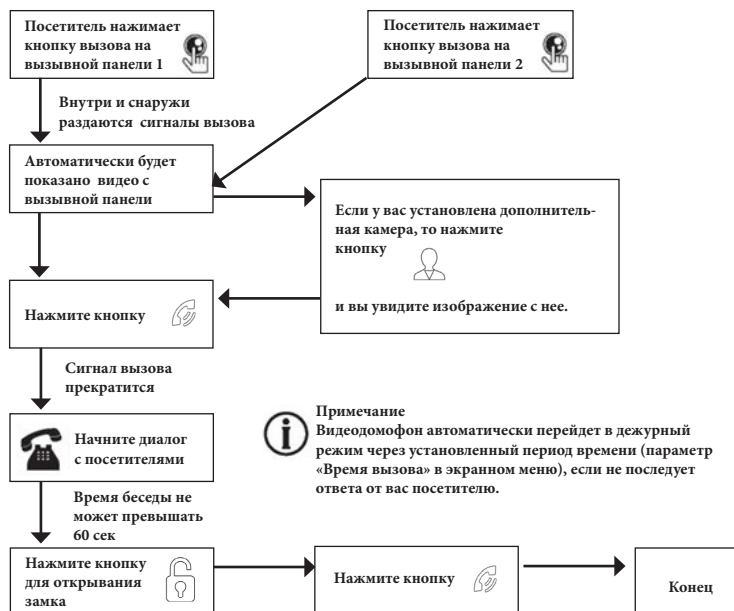 Посетитель нажимает
кнопку вызова на
вызывной панели 1
Посетитель нажимает
кнопку вызова на
вызывной панели 2
Внутри и снаружи
раздаются сигналы вызова
Автоматически будет
показано видео с
вызывной панели
Если у вас установлена дополнитель-
ная камера, то нажмите
кнопку
и вы увидите изображение с нее.
Нажмите кнопку
Сигнал вызова
прекратится
Начните диалог
с посетителями
Примечание
Видеодомофон автоматически перейдет в дежурный
режим через установленный период времени (параметр
«Время вызова» в экранном меню), если не последует
ответа от вас посетителю.
Время беседы не
может превышать
60 сек
Нажмите кнопку
для открывания
замка
Нажмите кнопку
Конец